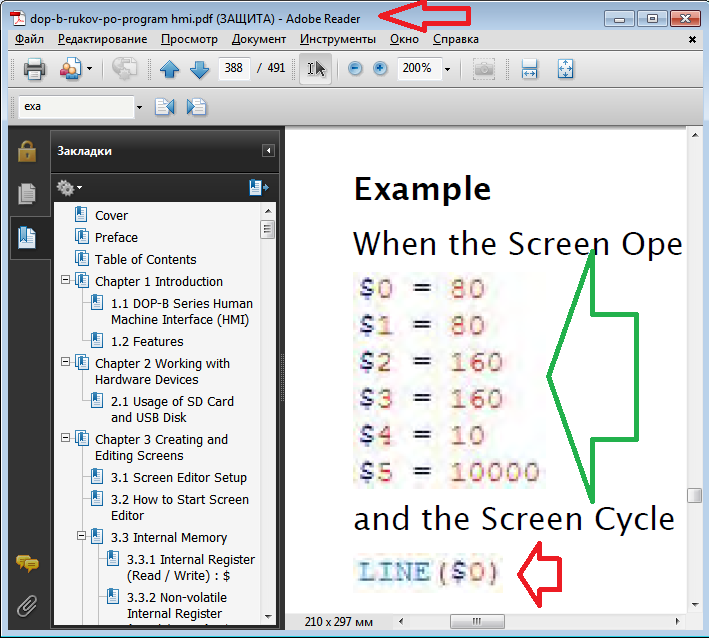 dop-b-rukov-po-program hmi.pdf (ЗАЩИТА) - Adobe Reader
Файл Редактирование Просмотр Документ Инструменты Окно Справка
388 / 491 200%
exa
Закладки
Cover
Preface
Table of Contents
Chapter 1 Introduction
1.1 DOP-B Series Human
Machine Interface (HMI)
1.2 Features
Chapter 2 Working with
Hardware Devices
2.1 Usage of SD Card
and USB Disk
Chapter 3 Creating and
Editing Screens
3.1 Screen Editor Setup
3.2 How to Start Screen
Editor
3.3 Internal Memory
3.3.1 Internal Register
(Read / Write) : $
3.3.2 Non-volatile
Internal Register
Example
When the Screen Ope
$0 = 80
$1 = 80
$2 = 160
$3 = 160
$4 = 10
$5 = 10000
and the Screen Cycle
LINE($0)
210 x 297 мм